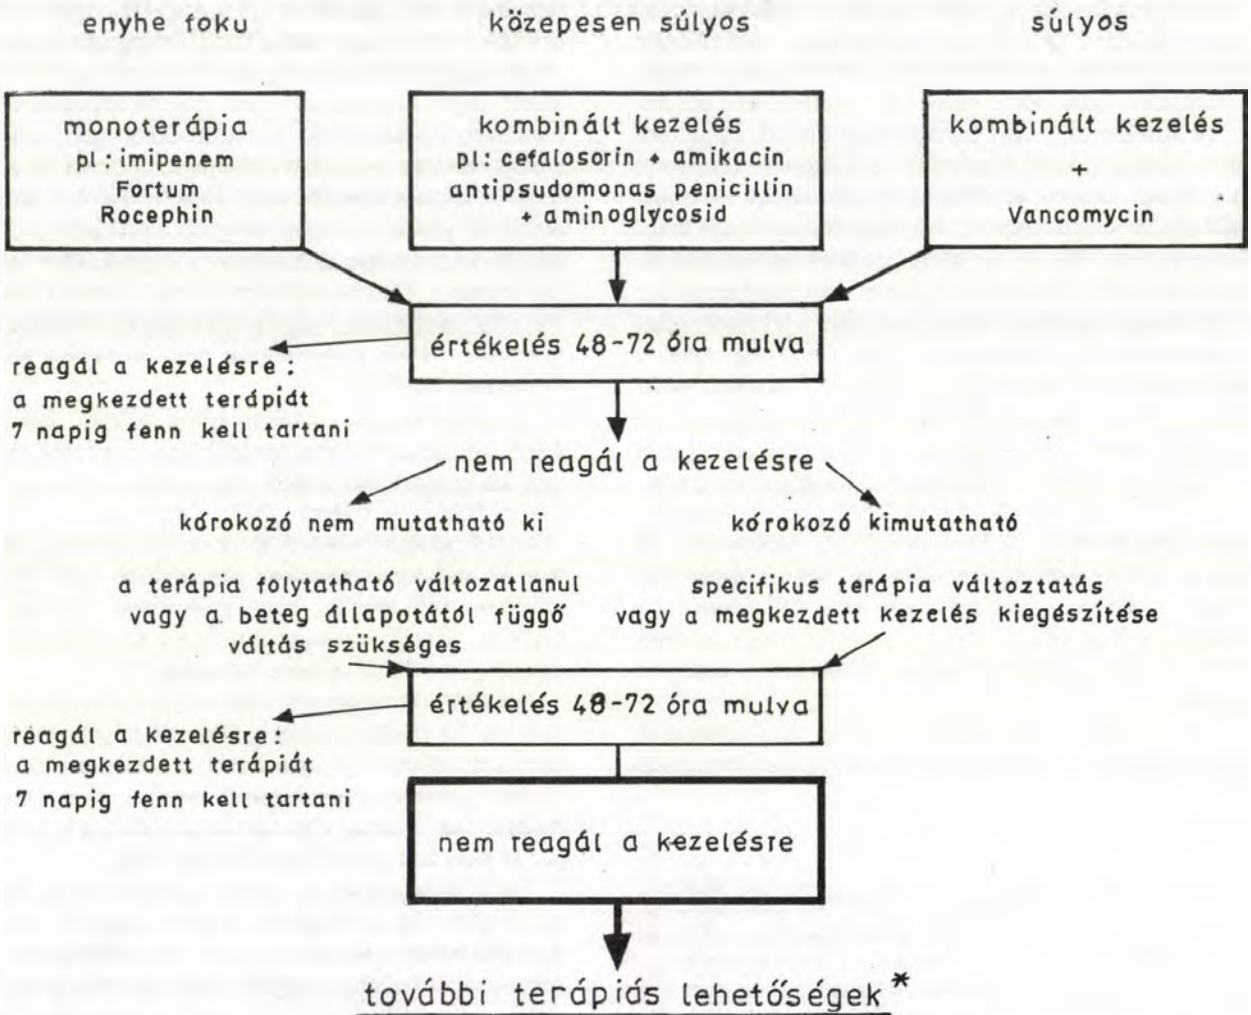 enyhe foku
közepesen súlyos
súlyos
monoterápia
pl.: imipenem
Fortum
Rocephin
kombinált kezelés
pl.: cefalosorin + amikacin
antipsudomonas penicillin
+ aminoglycosid
kombinált kezelés
+
Vancomycin
értékelés 48-72 óra mulva
reagál a kezelésre:
a megkezdett terápiát
7 napig fenn kell tartani
nem reagál a kezelésre
kórokozó nem mutatható ki
kórokozó kimutatható
a terápia folytatható változatlanul
vagy a beteg állapotától függő
váltás szükséges
specifikus terápia változtatás
vagy a megkezdett kezelés kiegészítése
értékelés 48-72 óra mulva
reagál a kezelésre:
a megkezdett terápiát
7 napig fenn kell tartani
nem reagál a kezelésre
további terápiás lehetőségek*